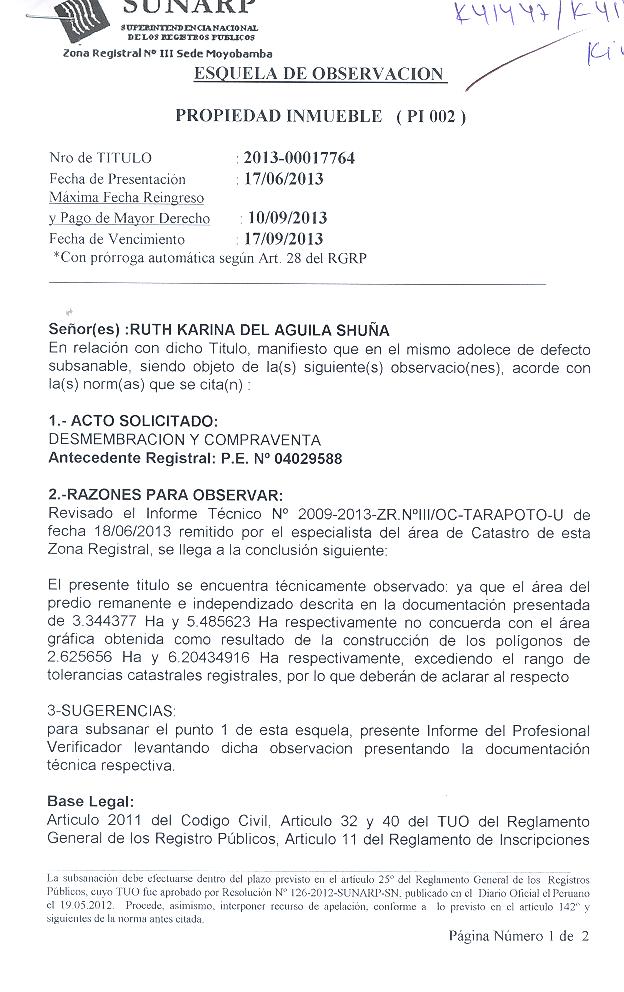 SUNARP
SUPERINTENDENCIA NACIONAL
DE LOS REGISTROS PUBLICOS
Zona Registral Nº III Sede Moyobamba
K41447/K41
ESQUELA DE OBSERVACION
PROPIEDAD INMUEBLE ( PI 002 )
Nro de TITULO : 2013-00017764
Fecha de Presentación : 17/06/2013
Máxima Fecha Reingreso
y Pago de Mayor Derecho : 10/09/2013
Fecha de Vencimiento : 17/09/2013
*Con prórroga automática según Art. 28 del RGRP
Señor(es) :RUTH KARINA DEL AGUILA SHUÑA
En relación con dicho Titulo, manifiesto que en el mismo adolece de defecto
subsanable, siendo objeto de la(s) siguiente(s) observacio(nes), acorde con
la(s) norm(as) que se cita(n) :
1.- ACTO SOLICITADO:
DESMEMBRACION Y COMPRAVENTA
Antecedente Registral: P.E. Nº 04029588
2.-RAZONES PARA OBSERVAR:
Revisado el Informe Técnico Nº 2009-2013-ZR.NºIII/OC-TARAPOTO-U de
fecha 18/06/2013 remitido por el especialista del área de Catastro de esta
Zona Registral, se llega a la conclusión siguiente:
El presente titulo se encuentra técnicamente observado: ya que el área del
predio remanente e independizado descrita en la documentación presentada
de 3.344377 Ha y 5.485623 Ha respectivamente no concuerda con el área
gráfica obtenida como resultado de la construcción de los polígonos de
2.625656 Ha y 6.20434916 Ha respectivamente, excediendo el rango de
tolerancias catastrales registrales, por lo que deberán de aclarar al respecto
3-SUGERENCIAS:
para subsanar el punto 1 de esta esquela, presente Informe del Profesional
Verificador levantando dicha observacion presentando la documentación
técnica respectiva.
Base Legal:
Articulo 2011 del Codigo Civil, Articulo 32 y 40 del TUO del Reglamento
General de los Registro Públicos, Articulo 11 del Reglamento de Inscripciones
La subsanación debe efectuarse dentro del plazo previsto en el artículo 25º del Reglamento General de los Registros
Públicos, cuyo TUO fue aprobado por Resolución Nº 126-2012-SUNARP-SN, publicado en el Diario Oficial el Peruano
el 19.05.2012. Procede, asimismo, interponer recurso de apelación, conforme a lo previsto en el artículo 142º y
siguientes de la norma antes citada.
Página Número 1 de 2